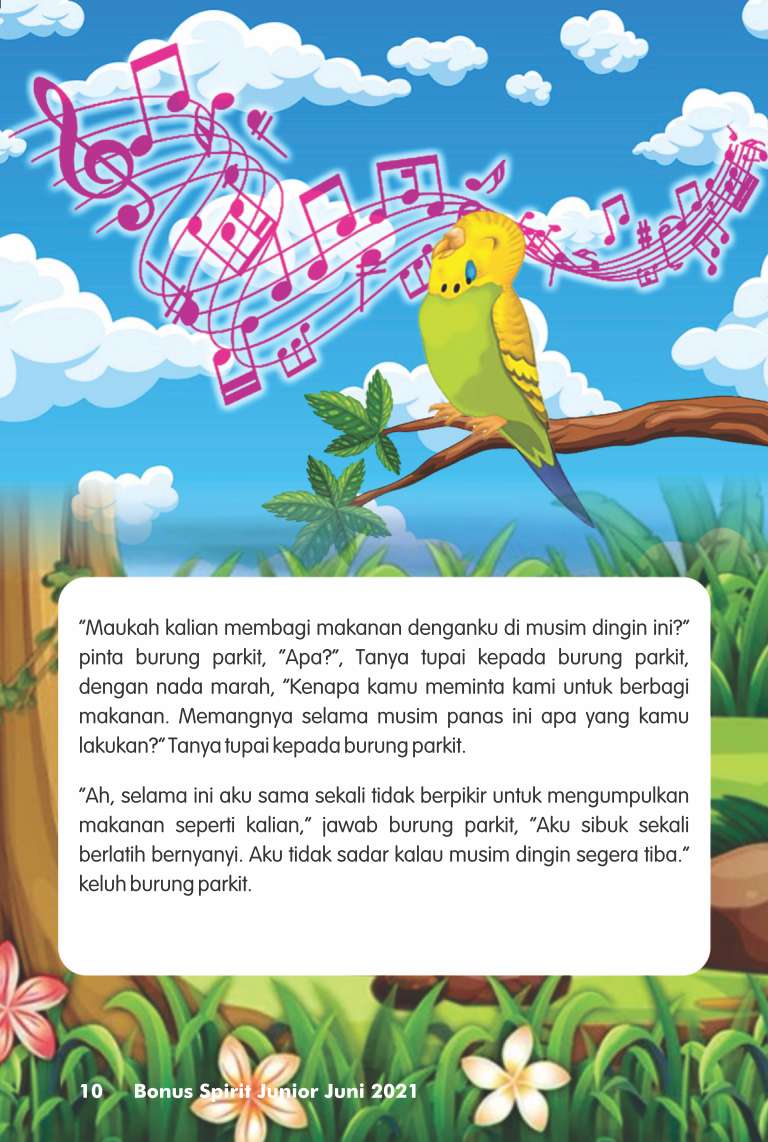 "Maukah kalian membagi makanan denganku di musim dingin ini?"
pinta burung parkit, "Apa?", Tanya tupai kepada burung parkit,
dengan nada marah, "Kenapa kamu meminta kami untuk berbagi
makanan. Memangnya selama musim panas ini apa yang kamu
lakukan?" Tanya tupai kepada burung parkit.
"Ah, selama ini aku sama sekali tidak berpikir untuk mengumpulkan
makanan seperti kalian," jawab burung parkit, "Aku sibuk sekali
berlatih bernyanyi. Aku tidak sadar kalau musim dingin segera tiba."
keluh burung parkit.
10 Bonus Spirit Junior Juni 2021